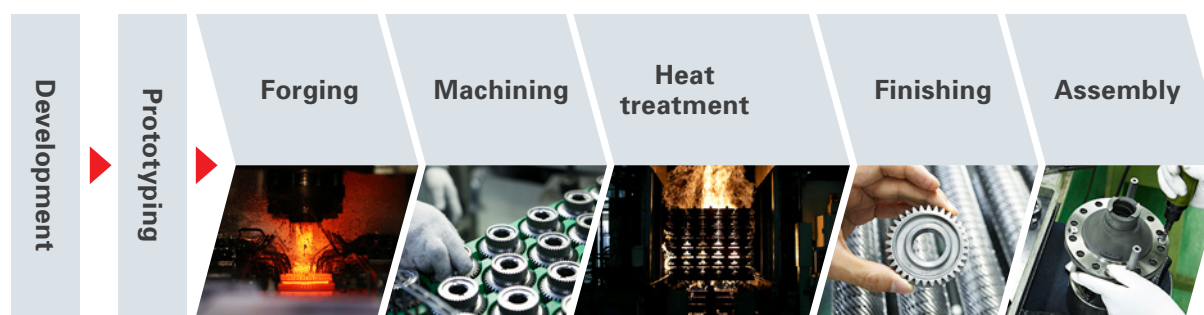 Development
Prototyping
Forging
Machining
Heat
treatment
Finishing
Assembly